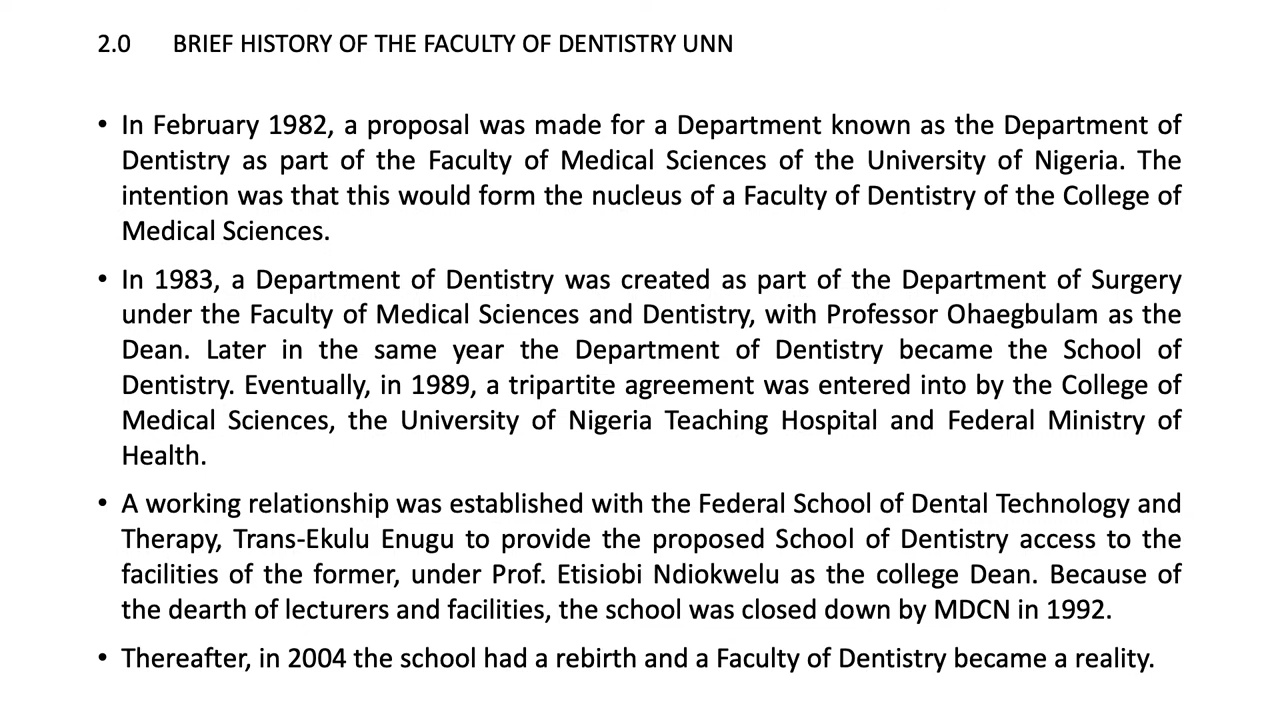 2.0 BRIEF HISTORY OF THE FACULTY OF DENTISTRY UNN
• In February 1982, a proposal was made for a Department known as the Department of
Dentistry as part of the Faculty of Medical Sciences of the University of Nigeria. The
intention was that this would form the nucleus of a Faculty of Dentistry of the College of
Medical Sciences.
• In 1983, a Department of Dentistry was created as part of the Department of Surgery
under the Faculty of Medical Sciences and Dentistry, with Professor Ohaegbulam as the
Dean. Later in the same year the Department of Dentistry became the School of
Dentistry. Eventually, in 1989, a tripartite agreement was entered into by the College of
Medical Sciences, the University of Nigeria Teaching Hospital and Federal Ministry of
Health.
• A working relationship was established with the Federal School of Dental Technology and
Therapy, Trans-Ekulu Enugu to provide the proposed School of Dentistry access to the
facilities of the former, under Prof. Etisiobi Ndiokwelu as the college Dean. Because of
the dearth of lecturers and facilities, the school was closed down by MDCN in 1992.
• Thereafter, in 2004 the school had a rebirth and a Faculty of Dentistry became a reality.